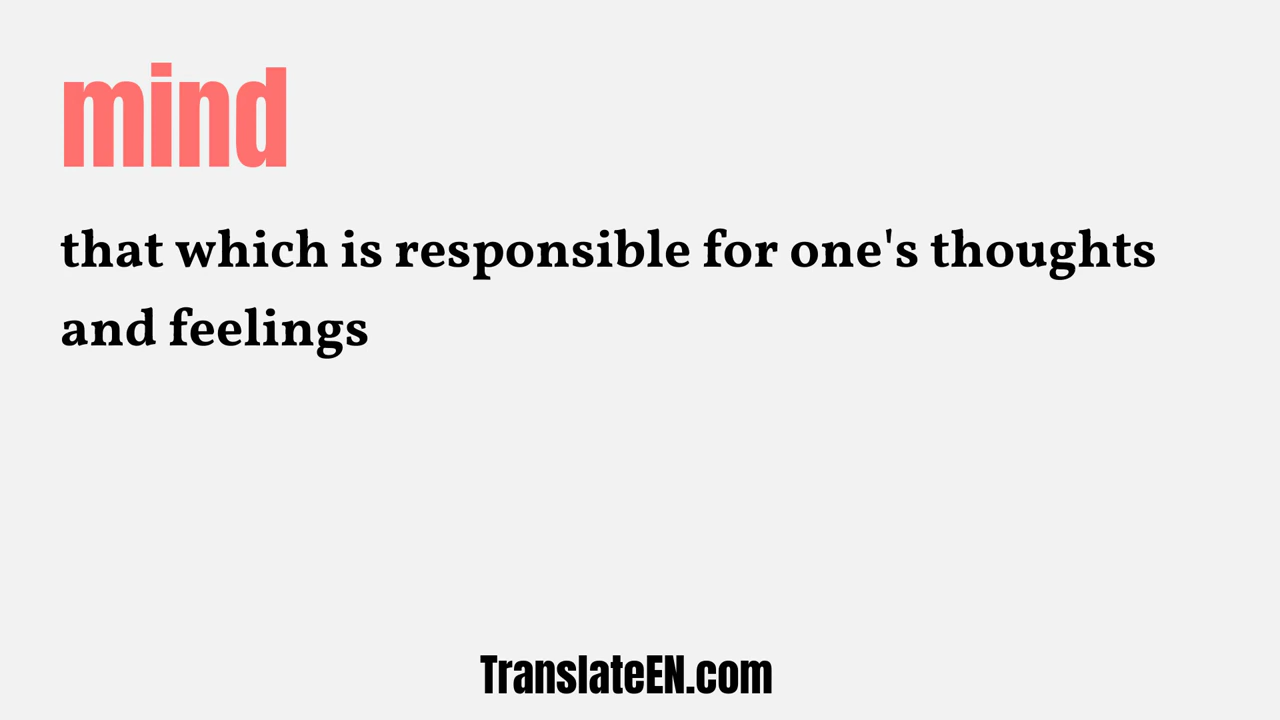 mind
that which is responsible for one's thoughts
and feelings
TranslateEN.com